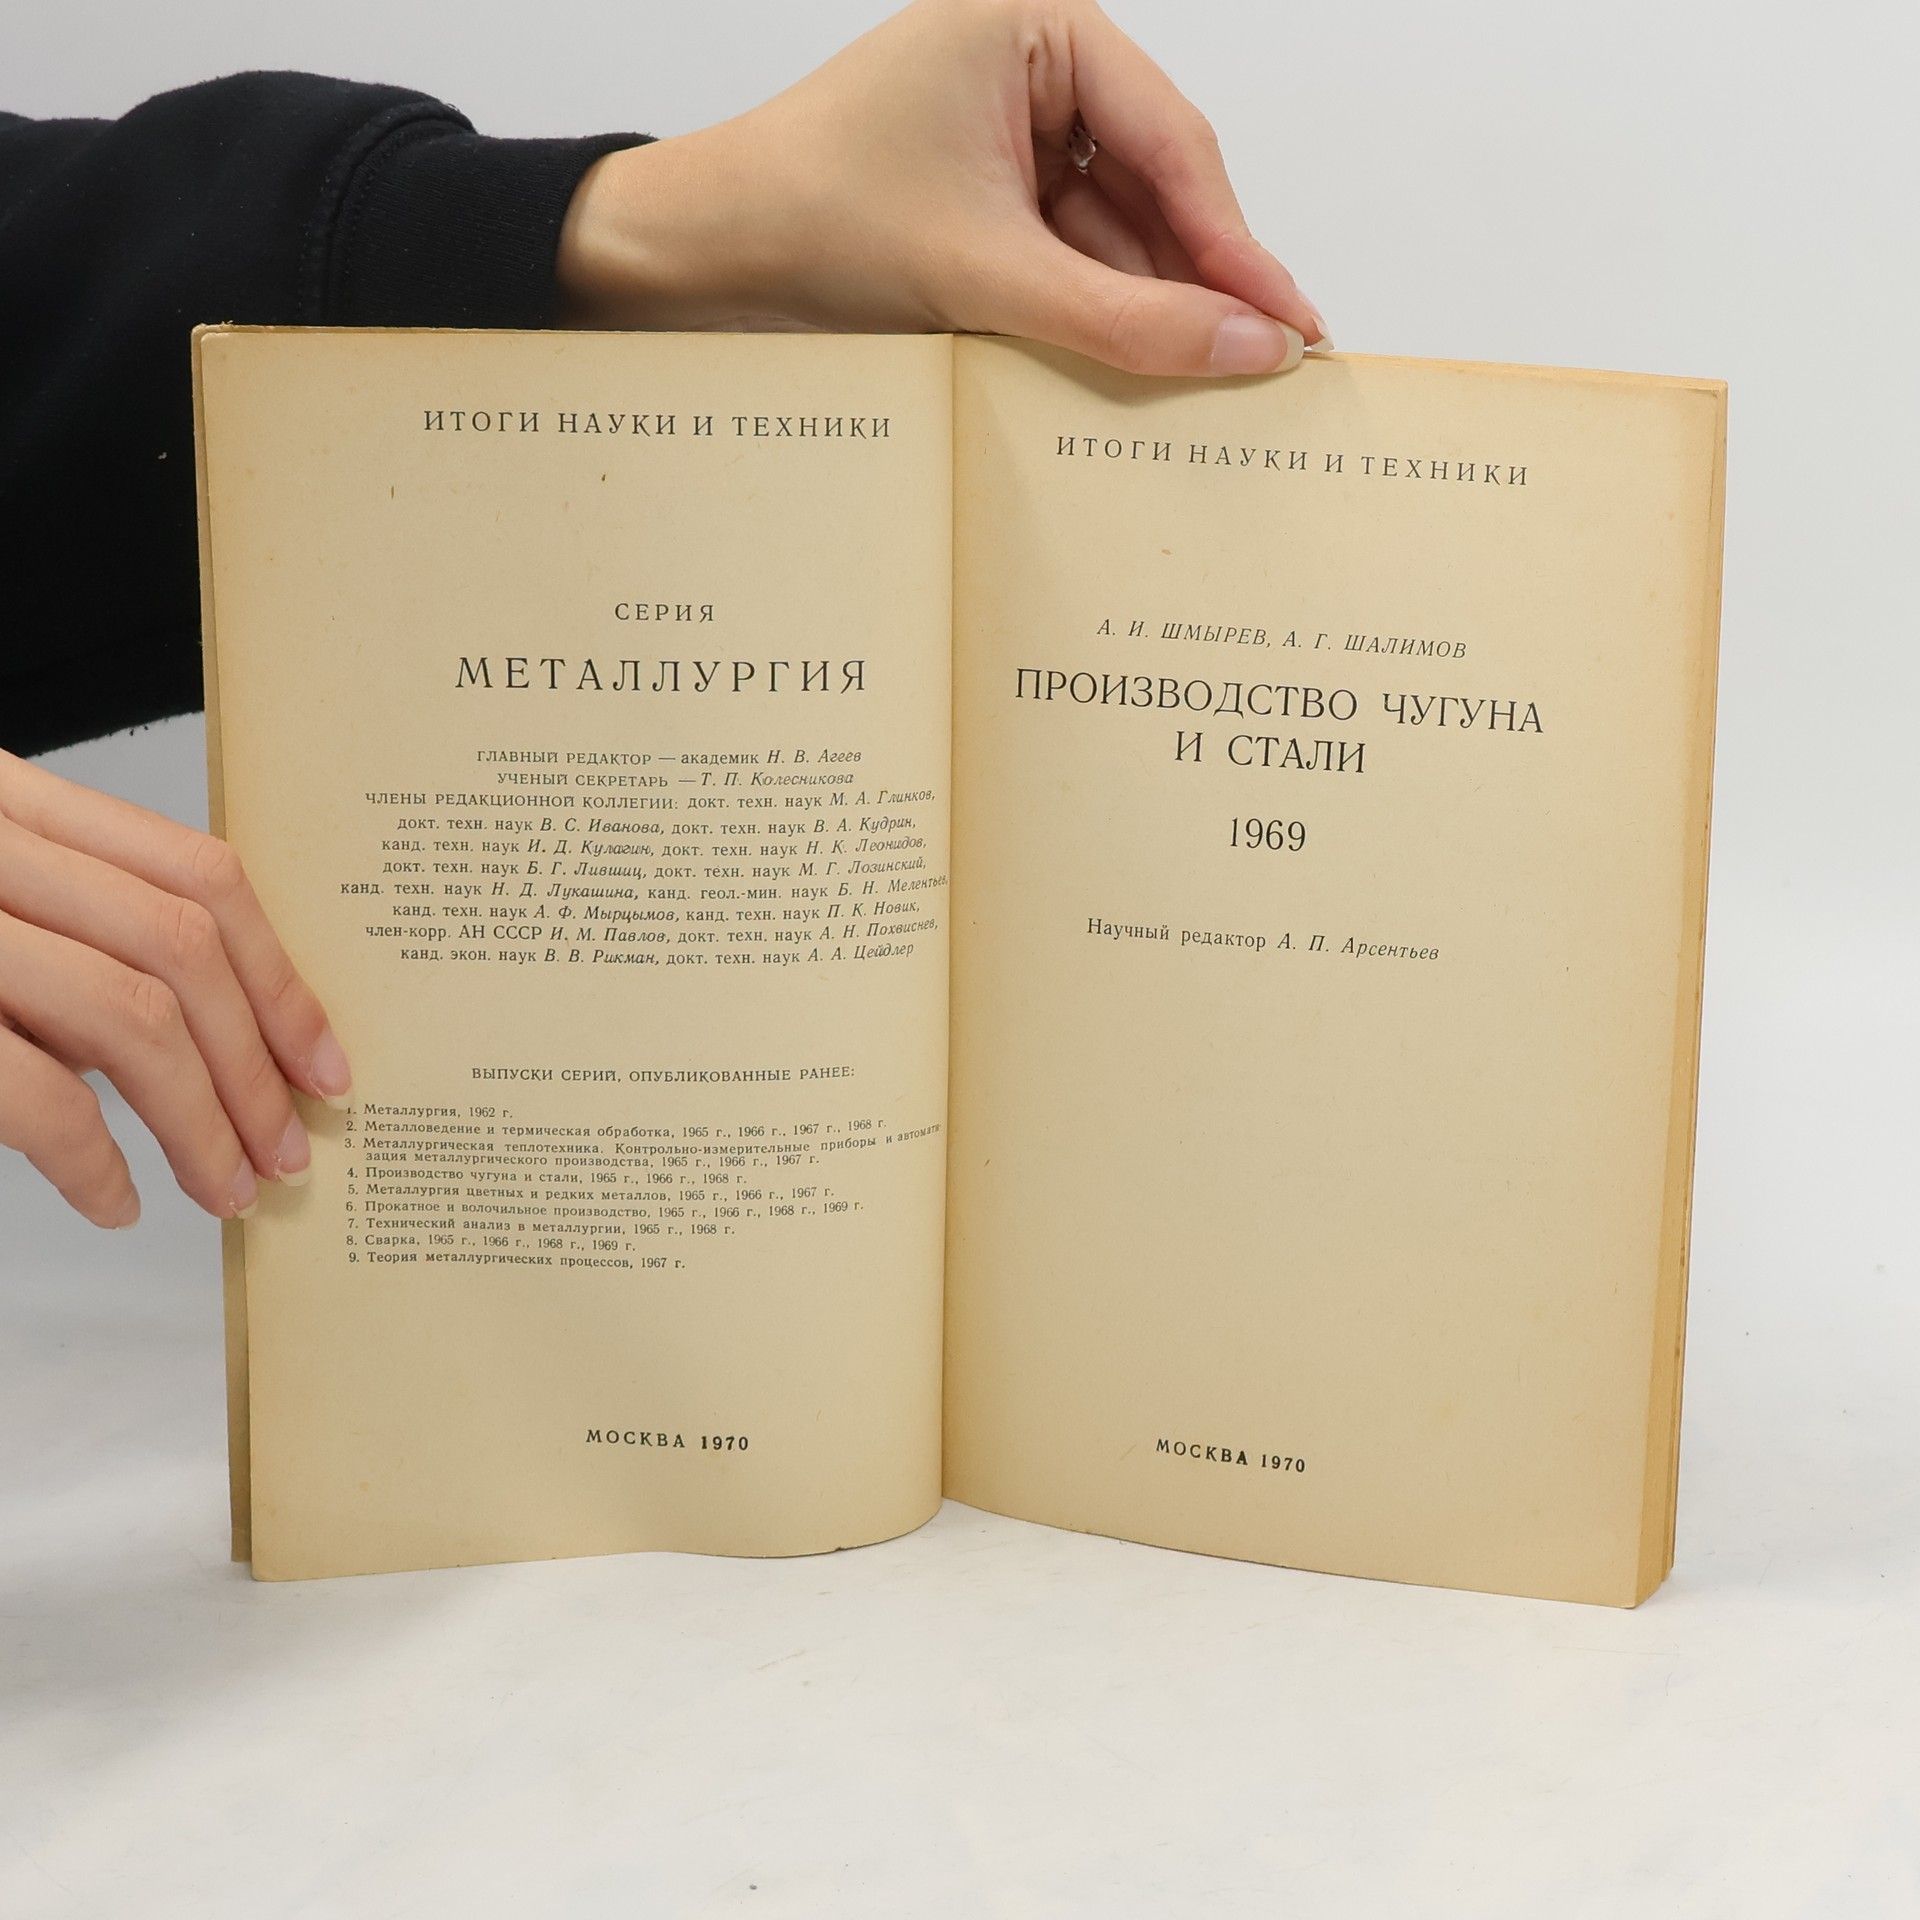 ИТОГИ НАУКИ И ТЕХНИКИ
СЕРИЯ
МЕТАЛЛУРГИЯ
ГЛАВНЫЙ РЕДАКТОР — академик Н. В. Агеев
УЧЕНЫЙ СЕКРЕТАРЬ — Т. П. Колесникова
ЧЛЕНЫ РЕДАКЦИОННОЙ КОЛЛЕГИИ: докт. техн. наук М. А. Глинков,
докт. техн. наук В. С. Иванова, докт. техн. наук В. А. Кудрин,
канд. техн. наук И. Д. Кулагин, докт. техн. наук Н. К. Леонидов,
докт. техн. наук Б. Г. Лившиц, докт. техн. наук М. Г. Лозинский,
канд. техн. наук Н. Д. Лукашина, канд. геол.-мин. наук Б. Н. Мелентьев,
канд. техн. наук А. Ф. Мырцымов, канд. техн. наук П. К. Новик,
член-корр. АН СССР И. М. Павлов, докт. техн. наук А. Н. Похвиснев,
канд. экон. наук В. В. Рикман, докт. техн. наук А. А. Цейдлер
ВЫПУСКИ СЕРИЙ, ОПУБЛИКОВАННЫЕ РАНЕЕ:
1. Металлургия, 1962 г.
2. Металловедение и термическая обработка, 1965 г., 1966 г., 1967 г., 1968 г.
3. Металлургическая теплотехника. Контрольно-измерительные приборы и автомати-
зация металлургического производства, 1965 г., 1966 г., 1967 г.
4. Производство чугуна и стали, 1965 г., 1966 г., 1968 г.
5. Металлургия цветных и редких металлов, 1965 г., 1966 г., 1967 г.
6. Прокатное и волочильное производство, 1965 г., 1966 г., 1968 г., 1969 г.
7. Технический анализ в металлургии, 1965 г., 1968 г.
8. Сварка, 1965 г., 1966 г., 1968 г., 1969 г.
9. Теория металлургических процессов, 1967 г.
МОСКВА 1970
ИТОГИ НАУКИ И ТЕХНИКИ
А. И. ШМЫРЕВ, А. Г. ШАЛИМОВ
ПРОИЗВОДСТВО ЧУГУНА
И СТАЛИ
1969
Научный редактор А. П. Арсентьев
МОСКВА 1970